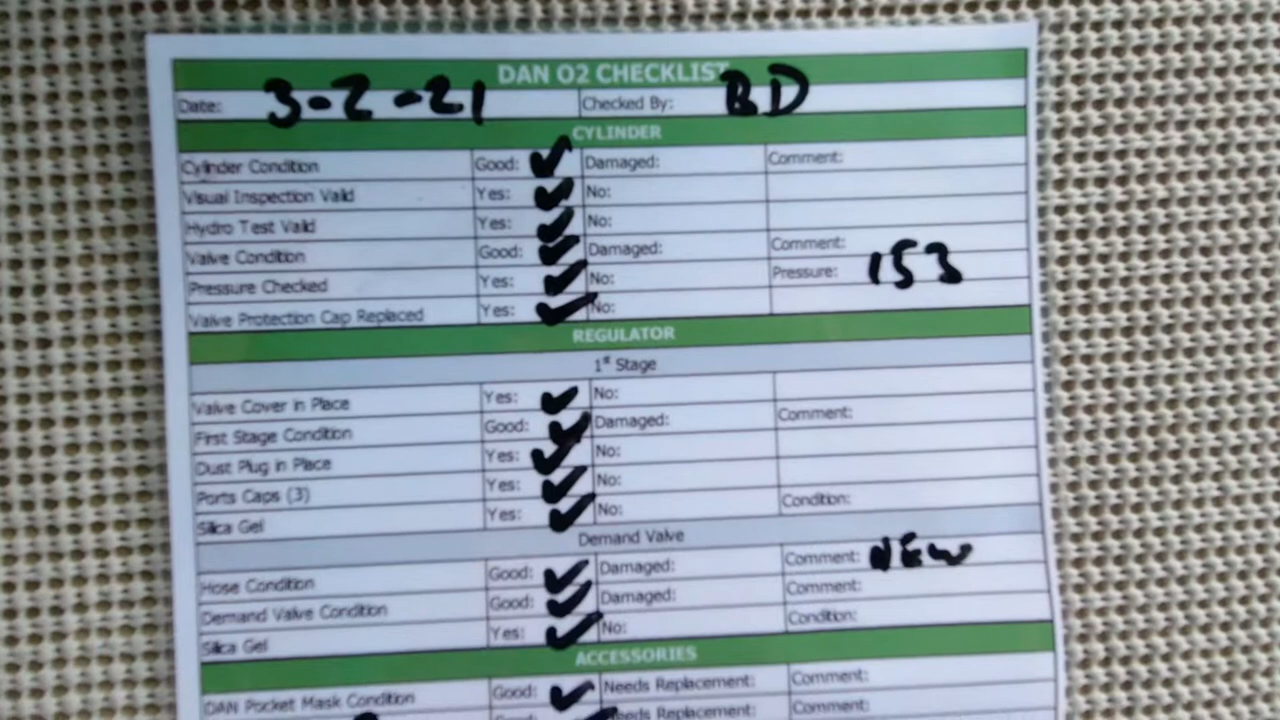 DAN O2 CHECKLIST
Date: 3-2-21 Checked By: BD
CYLINDER
Cylinder Condition Good: ✔ Damaged: Comment:
Visual Inspection Valid Yes: ✔ No:
Hydro Test Valid Yes: ✔ No:
Valve Condition Good: ✔ Damaged: Comment:
Pressure Checked Yes: ✔ No: Pressure: 153
Valve Protection Cap Replaced Yes: ✔ No:
REGULATOR
1st Stage
Valve Cover in Place Yes: ✔ No:
First Stage Condition Good: ✔ Damaged: Comment:
Dust Plug in Place Yes: ✔ No:
Ports Caps (3) Yes: ✔ No:
Silica Gel Yes: ✔ No: Condition:
Demand Valve
Hose Condition Good: ✔ Damaged: Comment: NEW
Demand Valve Condition Good: ✔ Damaged: Comment:
Silica Gel Yes: ✔ No: Condition:
ACCESSORIES
DAN Pocket Mask Condition Good: ✔ Needs Replacement: Comment:
Needs Replacement: Comment: